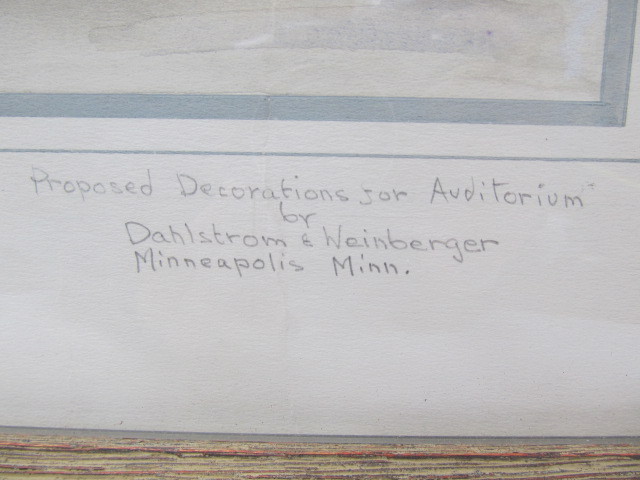 Proposed Decorations for Auditorium
by
Dahlstrom & Weinberger
Minneapolis Minn.